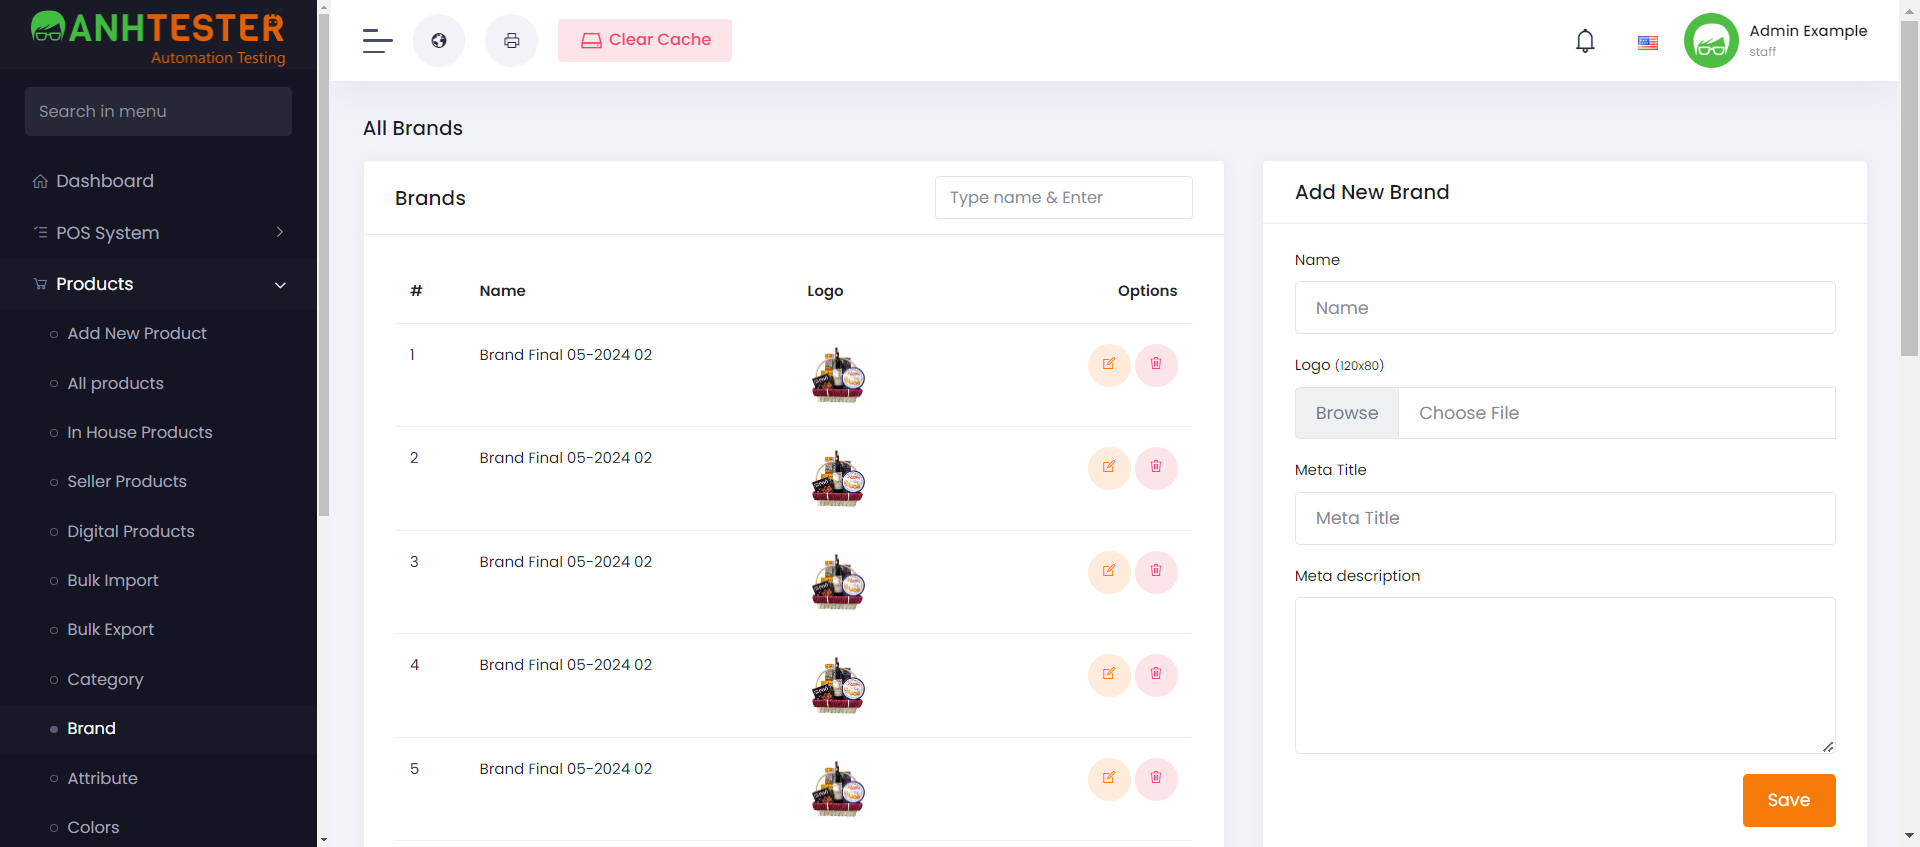 ANHTESTER
Automation Testing
Search in menu
Dashboard
POS System
Products
Add New Product
All products
In House Products
Seller Products
Digital Products
Bulk Import
Bulk Export
Category
Brand
Attribute
Colors
Clear Cache
Admin Example
staff
All Brands
Brands
Type name & Enter
# Name Logo Options
1 Brand Final 05-2024 02
2 Brand Final 05-2024 02
3 Brand Final 05-2024 02
4 Brand Final 05-2024 02
5 Brand Final 05-2024 02
Add New Brand
Name
Name
Logo (120x80)
Browse Choose File
Meta Title
Meta Title
Meta description
Save